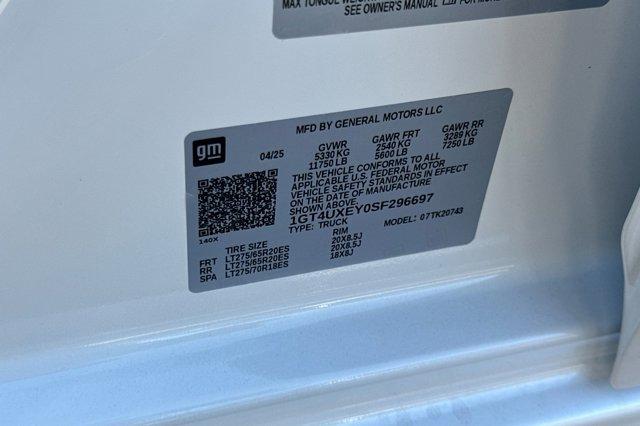 MAX TONGUE WEIGHT
SEE OWNER'S MANUAL FOR MORE
MFD BY GENERAL MOTORS LLC
gm
04/25
GVWR GAWR FRT GAWR RR
5330 KG 2540 KG 3289 KG
11750 LB 5600 LB 7250 LB
THIS VEHICLE CONFORMS TO ALL
APPLICABLE U.S. FEDERAL MOTOR
VEHICLE SAFETY STANDARDS IN EFFECT
ON THE DATE OF MANUFACTURE
SHOWN ABOVE.
1GT4UXEY0SF296697
TYPE: TRUCK MODEL: 07TK20743
140X
TIRE SIZE RIM
FRT LT275/65R20ES 20X8.5J
RR LT275/65R20ES 20X8.5J
SPA LT275/70R18ES 18X8J